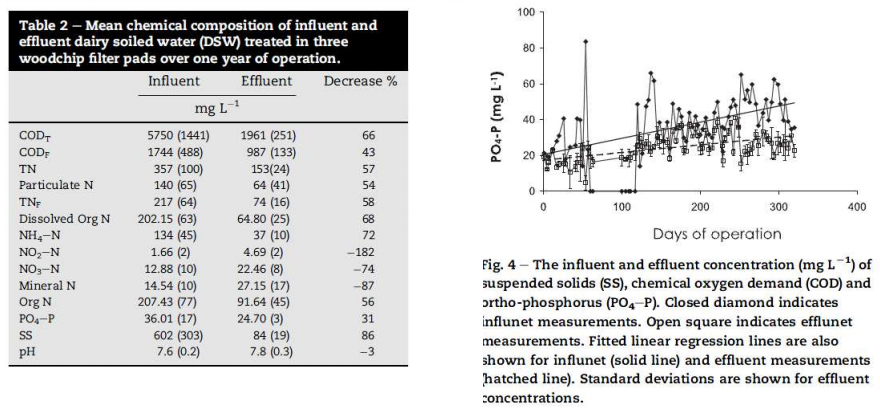 Table 2 – Mean chemical composition of influent and
effluent dairy soiled water (DSW) treated in three
woodchip filter pads over one year of operation.
Influent Effluent Decrease %
mg L⁻¹
COD_T 5750 (1441) 1961 (251) 66
COD_F 1744 (488) 987 (133) 43
TN 357 (100) 153(24) 57
Particulate N 140 (65) 64 (41) 54
TN_F 217 (64) 74 (16) 58
Dissolved Org N 202.15 (63) 64.80 (25) 68
NH₄–N 134 (45) 37 (10) 72
NO₂–N 1.66 (2) 4.69 (2) −182
NO₃–N 12.88 (10) 22.46 (8) −74
Mineral N 14.54 (10) 27.15 (17) −87
Org N 207.43 (77) 91.64 (45) 56
PO₄–P 36.01 (17) 24.70 (3) 31
SS 602 (303) 84 (19) 86
pH 7.6 (0.2) 7.8 (0.3) −3
PO₄-P (mg L⁻¹)
100
80
60
40
20
0
0 100 200 300 400
Days of operation
Fig. 4 – The influent and effluent concentration (mg L⁻¹) of
suspended solids (SS), chemical oxygen demand (COD) and
ortho-phosphorus (PO₄–P). Closed diamond indicates
influnet measurements. Open square indicates efflunet
measurements. Fitted linear regression lines are also
shown for influnet (solid line) and effluent measurements
(hatched line). Standard deviations are shown for effluent
concentrations.